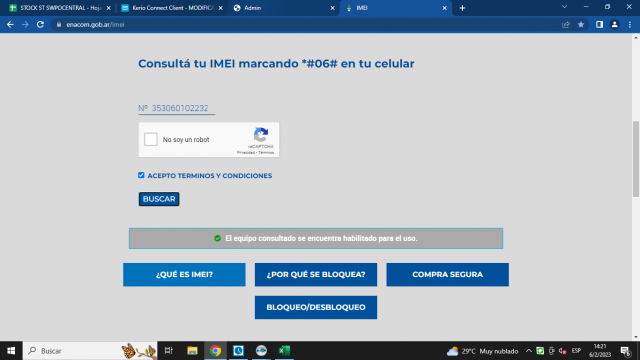 STOCK ST SWPOCENTRAL - Hoja
Kerio Connect Client - MODIFICA
Admin
IMEI
enacom.gob.ar/imei
Consultá tu IMEI marcando *#06# en tu celular
Nº 353060102232
No soy un robot
reCAPTCHA
Privacidad - Términos
ACEPTO TERMINOS Y CONDICIONES
BUSCAR
El equipo consultado se encuentra habilitado para el uso.
¿QUÉ ES IMEI?
¿POR QUÉ SE BLOQUEA?
COMPRA SEGURA
BLOQUEO/DESBLOQUEO
Buscar
29°C Muy nublado
ESP
14:21
6/2/2023